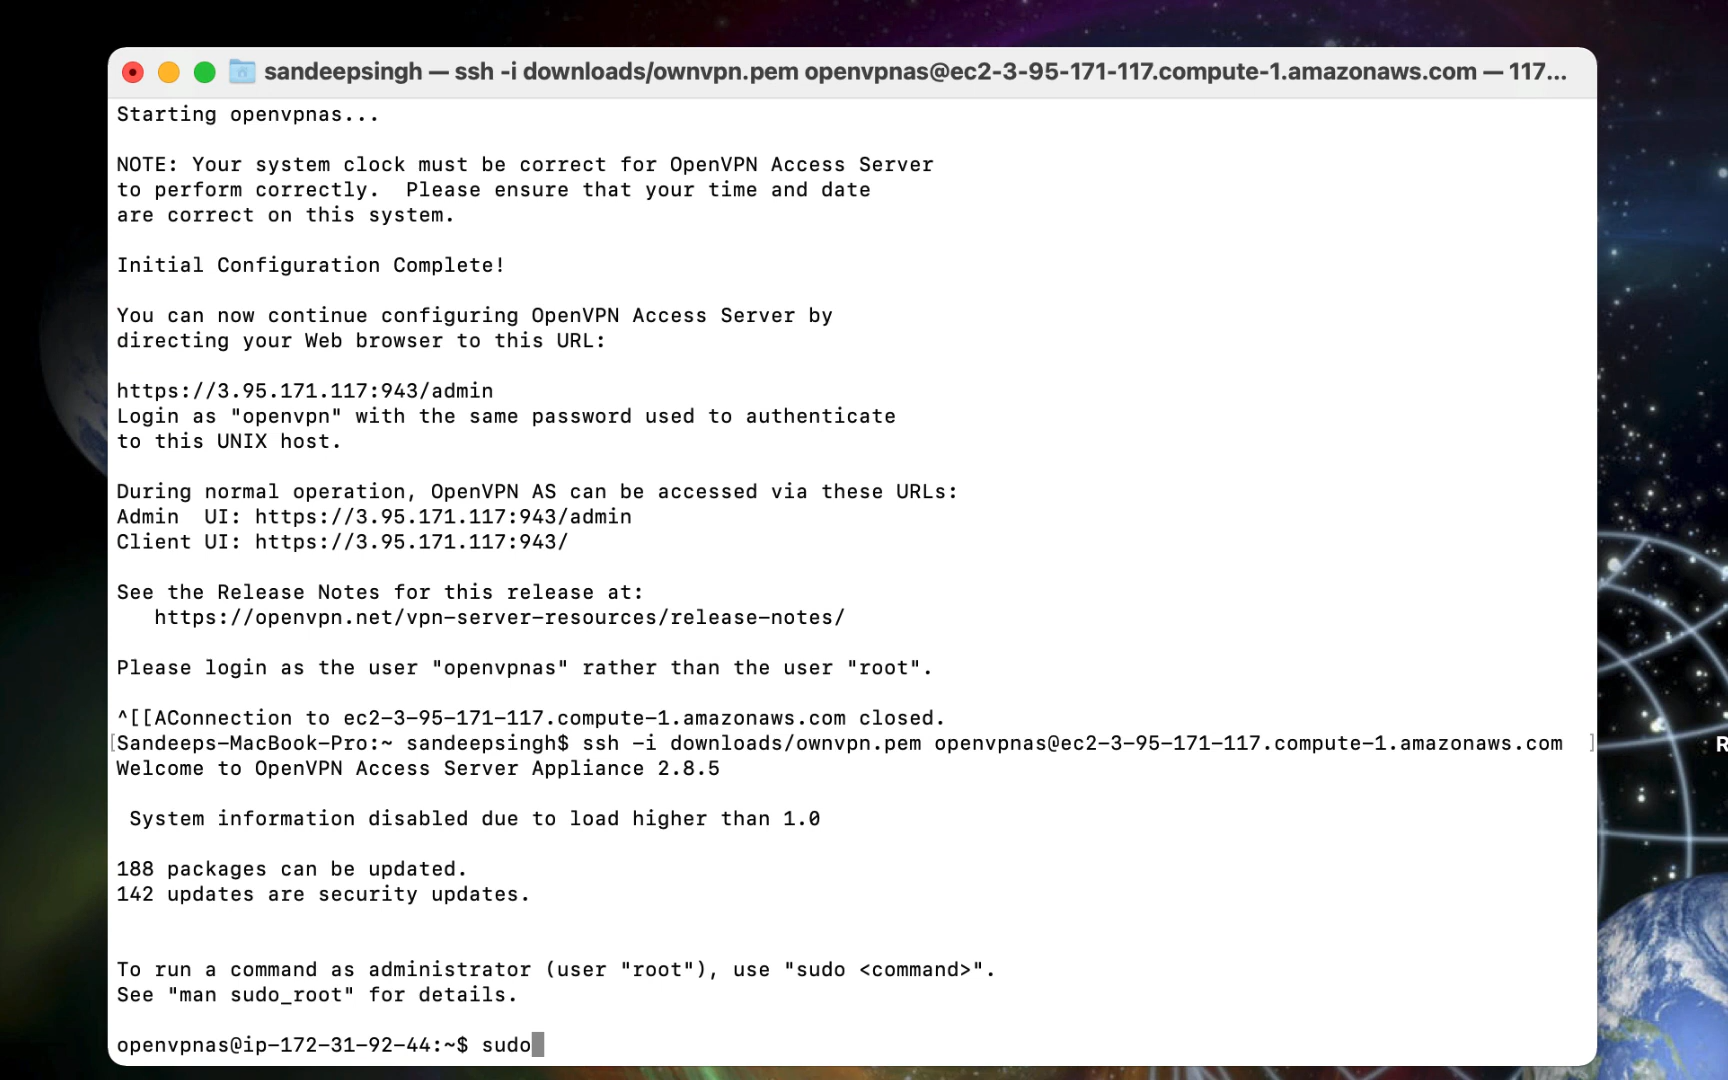 sandeepsingh — ssh -i downloads/ownvpn.pem openvpnas@ec2-3-95-171-117.compute-1.amazonaws.com — 117...
Starting openvpnas...
NOTE: Your system clock must be correct for OpenVPN Access Server
to perform correctly.  Please ensure that your time and date
are correct on this system.
Initial Configuration Complete!
You can now continue configuring OpenVPN Access Server by
directing your Web browser to this URL:
https://3.95.171.117:943/admin
Login as "openvpn" with the same password used to authenticate
to this UNIX host.
During normal operation, OpenVPN AS can be accessed via these URLs:
Admin  UI: https://3.95.171.117:943/admin
Client UI: https://3.95.171.117:943/
See the Release Notes for this release at:
   https://openvpn.net/vpn-server-resources/release-notes/
Please login as the user "openvpnas" rather than the user "root".
^[[AConnection to ec2-3-95-171-117.compute-1.amazonaws.com closed.
[Sandeeps-MacBook-Pro:~ sandeepsingh$ ssh -i downloads/ownvpn.pem openvpnas@ec2-3-95-171-117.compute-1.amazonaws.com  ]
Welcome to OpenVPN Access Server Appliance 2.8.5
 System information disabled due to load higher than 1.0
188 packages can be updated.
142 updates are security updates.
To run a command as administrator (user "root"), use "sudo <command>".
See "man sudo_root" for details.
openvpnas@ip-172-31-92-44:~$ sudo
R